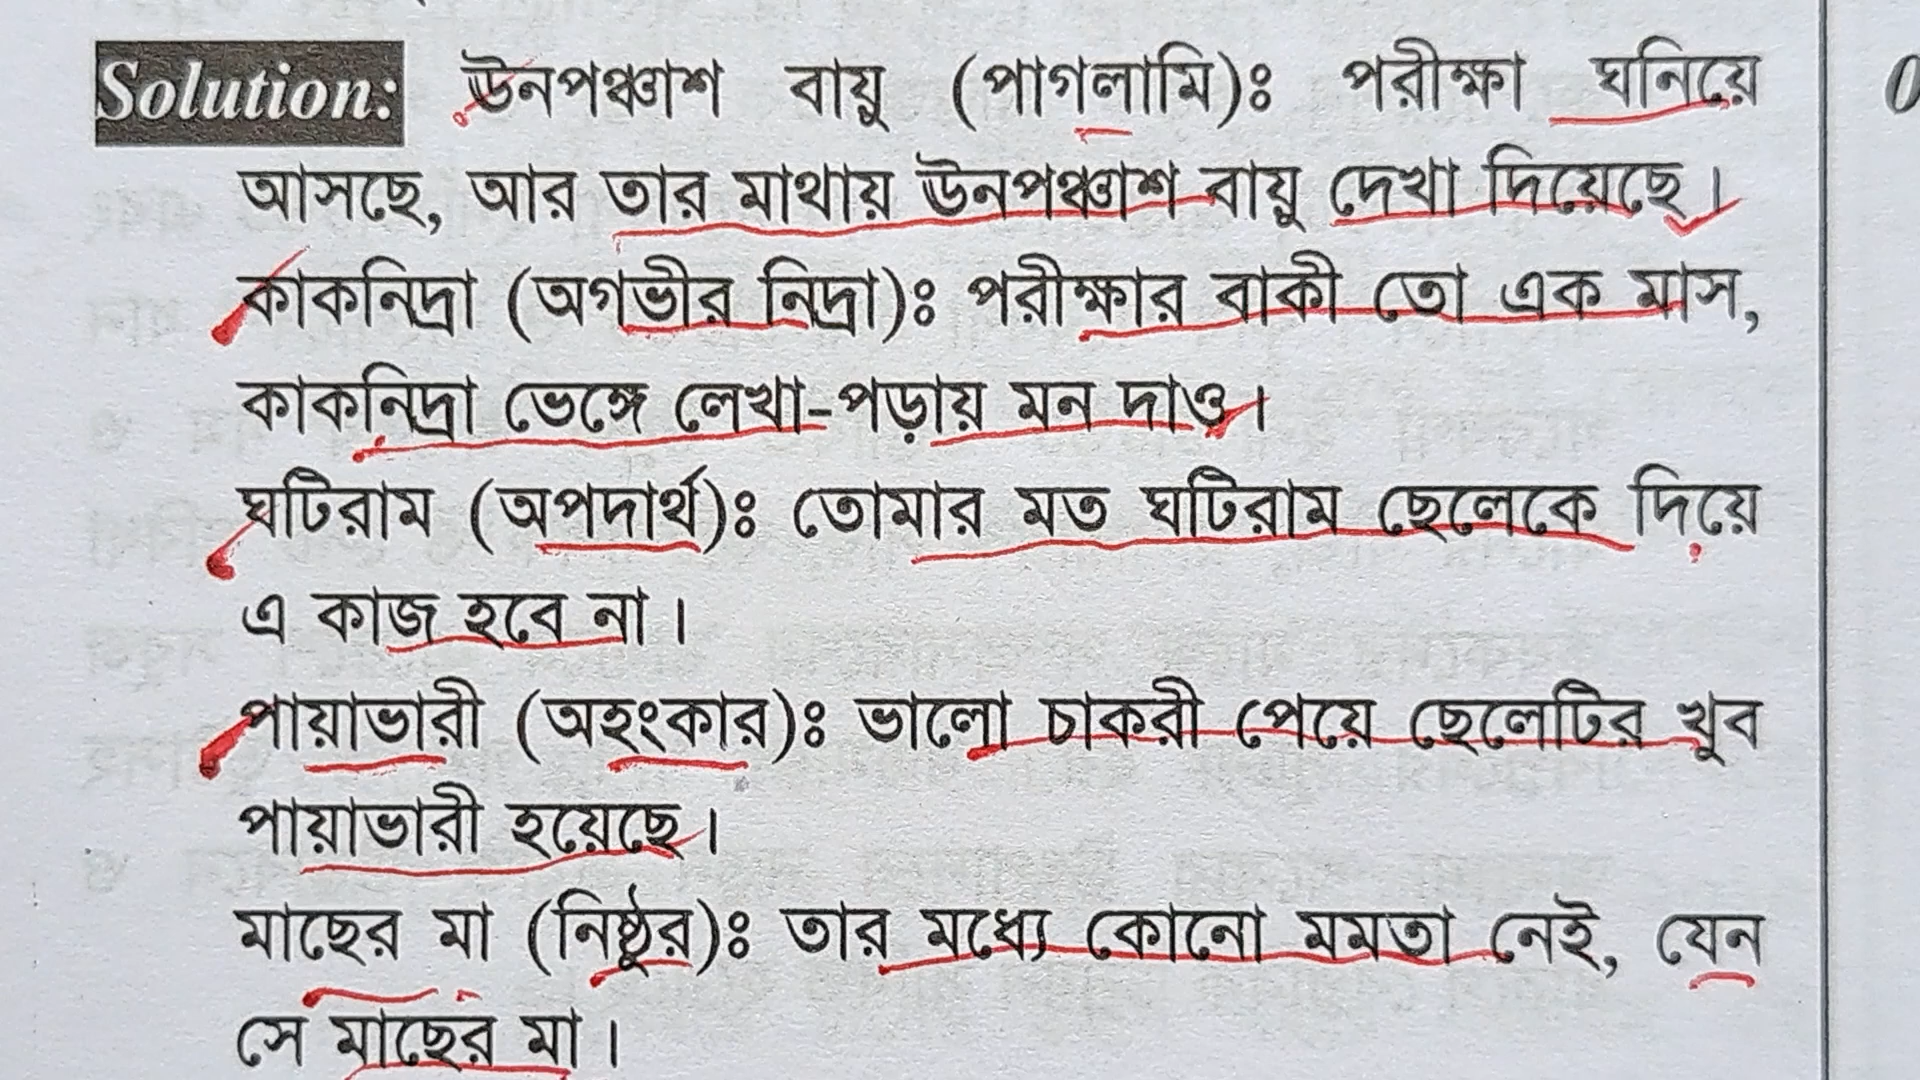 Solution: ঊনপঞ্চাশ বায়ু (পাগলামি)ঃ পরীক্ষা ঘনিয়ে
আসছে, আর তার মাথায় ঊনপঞ্চাশ বায়ু দেখা দিয়েছে।
কাকনিদ্রা (অগভীর নিদ্রা)ঃ পরীক্ষার বাকী তো এক মাস,
কাকনিদ্রা ভেঙ্গে লেখা-পড়ায় মন দাও।
ঘটিরাম (অপদার্থ)ঃ তোমার মত ঘটিরাম ছেলেকে দিয়ে
এ কাজ হবে না।
পায়াভারী (অহংকার)ঃ ভালো চাকরী পেয়ে ছেলেটির খুব
পায়াভারী হয়েছে।
মাছের মা (নিষ্ঠুর)ঃ তার মধ্যে কোনো মমতা নেই, যেন
সে মাছের মা।